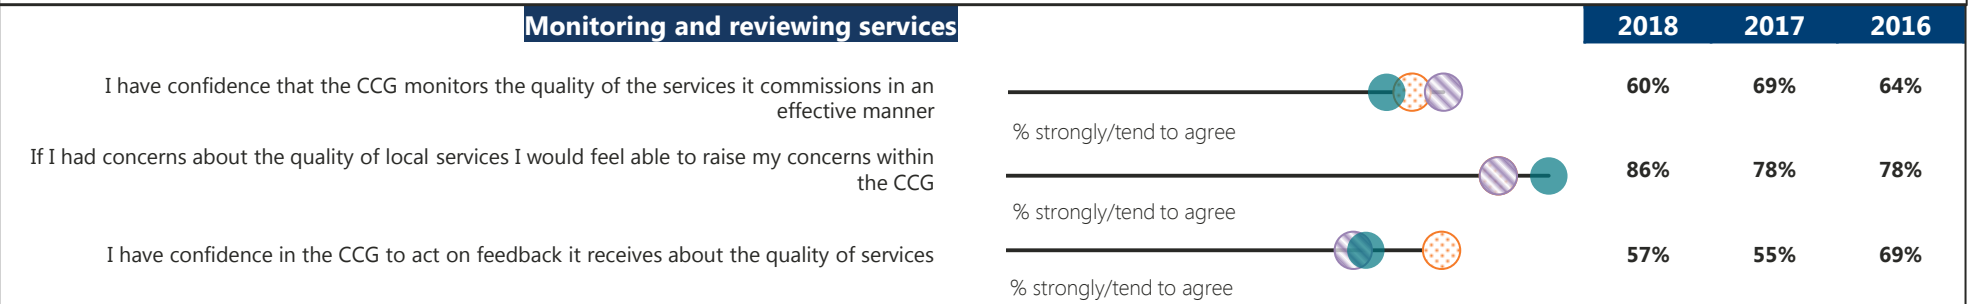 Monitoring and reviewing services 2018 2017 2016
I have confidence that the CCG monitors the quality of the services it commissions in an
effective manner
60% 69% 64%
% strongly/tend to agree
If I had concerns about the quality of local services I would feel able to raise my concerns within
the CCG
86% 78% 78%
% strongly/tend to agree
I have confidence in the CCG to act on feedback it receives about the quality of services
57% 55% 69%
% strongly/tend to agree